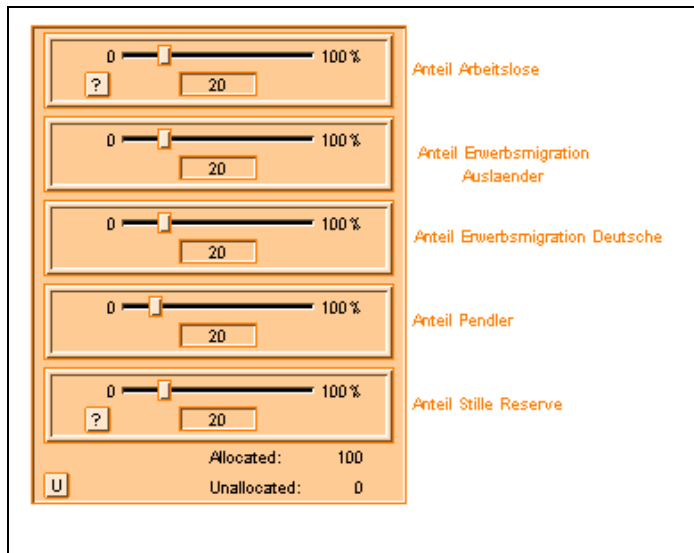 0 100%
Anteil Arbeitslose
? 20
0 100%
Anteil Erwerbsmigration
Auslaender
20
0 100%
Anteil Erwerbsmigration Deutsche
20
0 100%
Anteil Pendler
20
0 100%
Anteil Stille Reserve
? 20
Allocated: 100
U Unallocated: 0